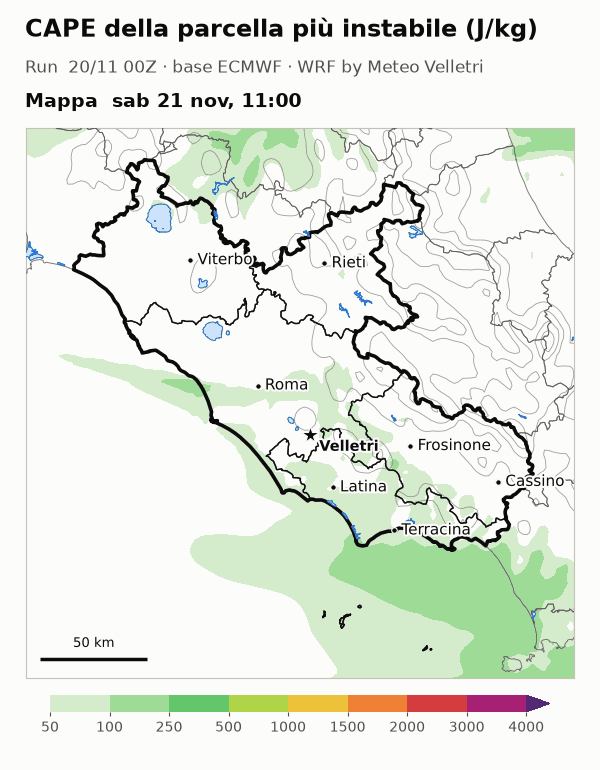 CAPE della parcella più instabile (J/kg)
Run  20/11 00Z · base ECMWF · WRF by Meteo Velletri
Mappa  sab 21 nov, 11:00
Viterbo
Rieti
Roma
Velletri
Frosinone
Cassino
Latina
Terracina
50 km
50 100 250 500 1000 1500 2000 3000 4000